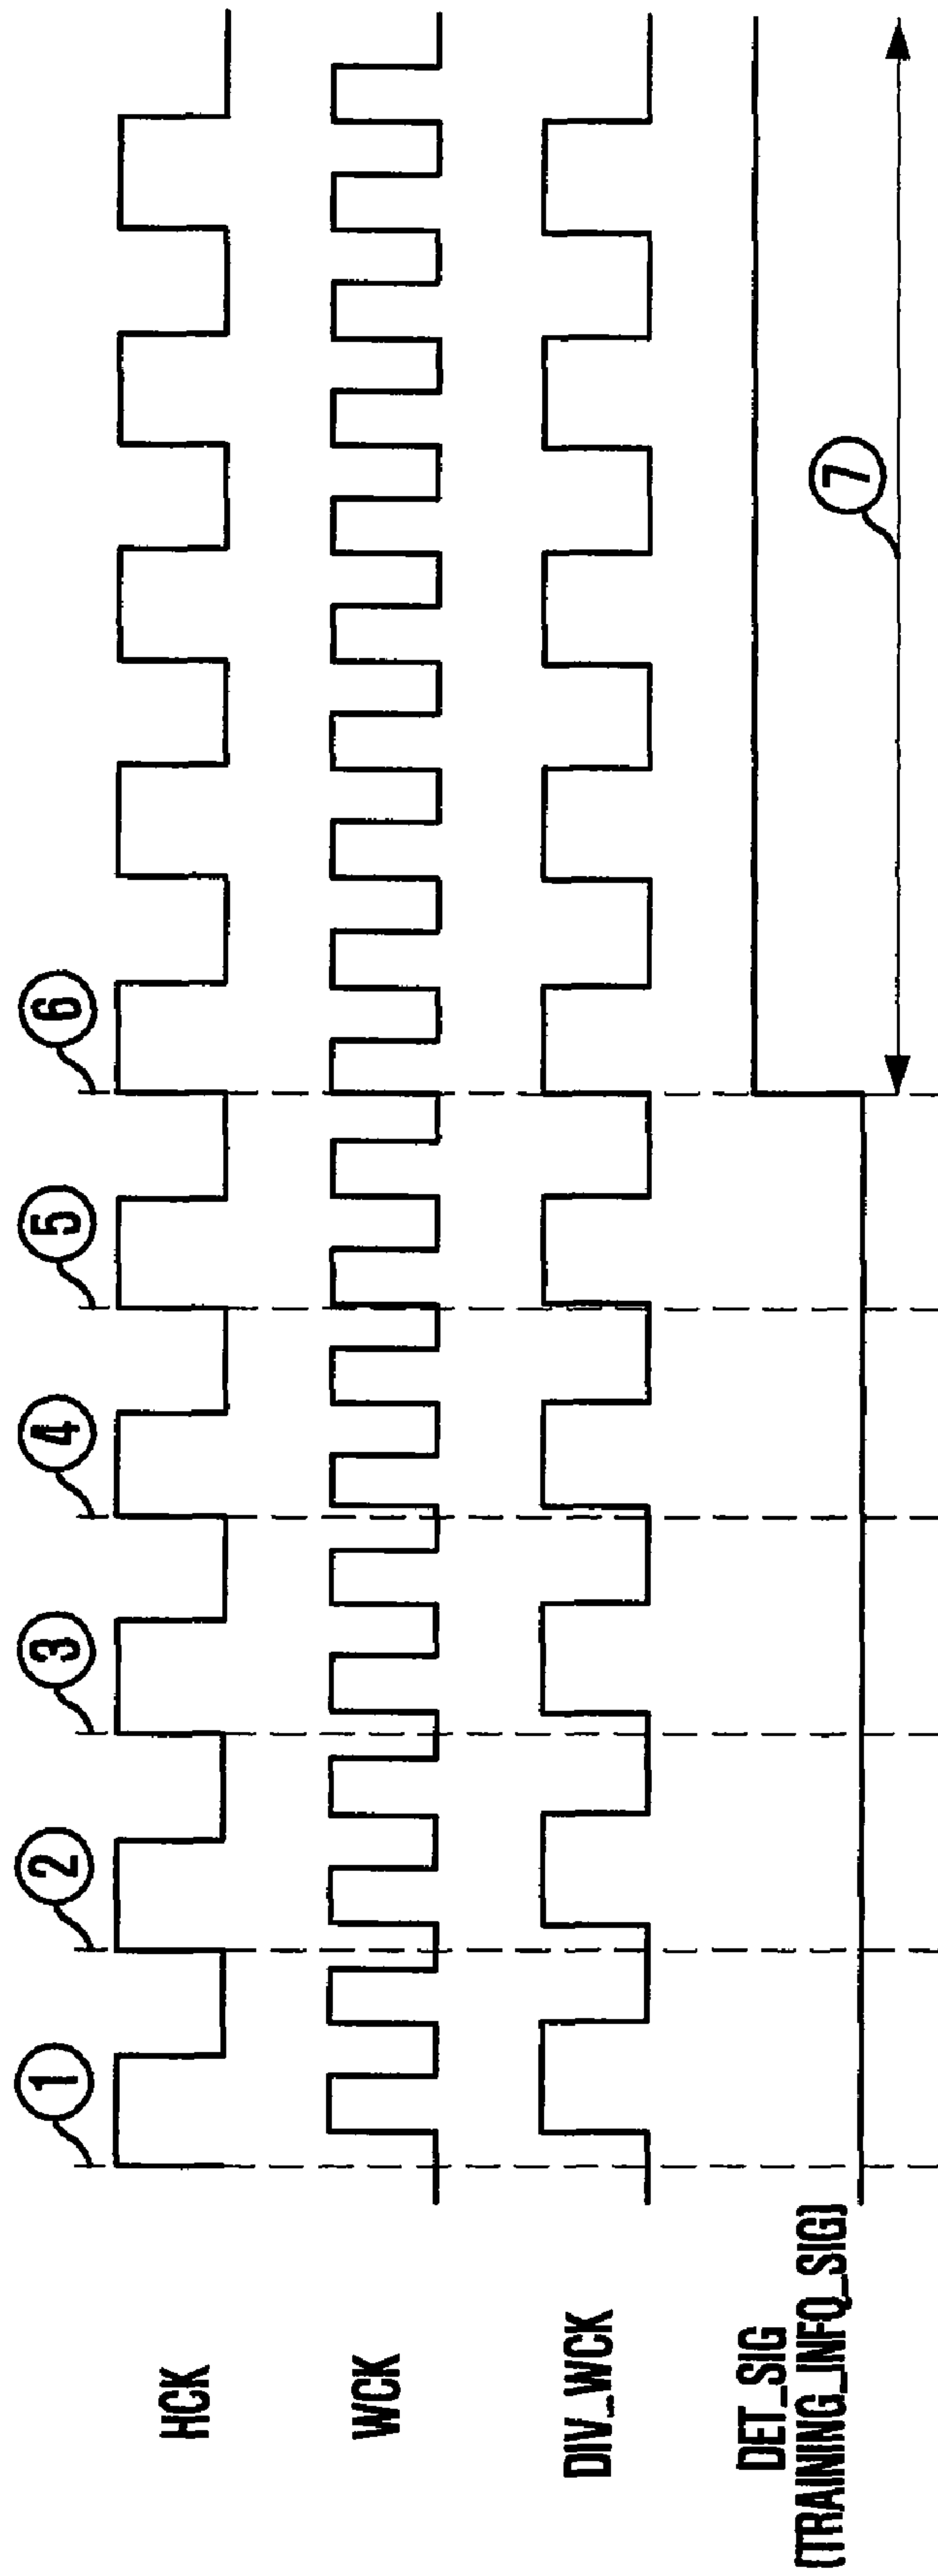 1
2
3
4
5
6
HCK
WCK
DIV_WCK
DET_SIG
(TRAINING_INFO_SIG)
7